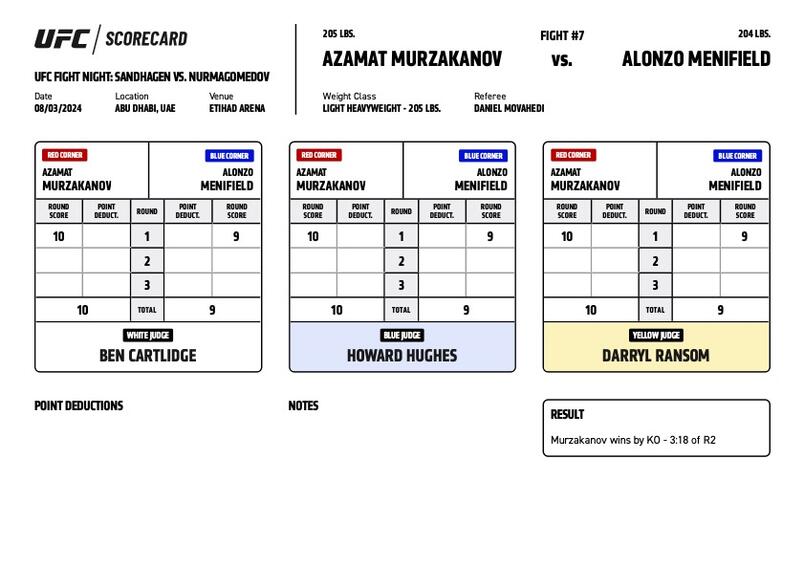 UFC / SCORECARD
UFC FIGHT NIGHT: SANDHAGEN VS. NURMAGOMEDOV
Date Location Venue
08/03/2024 ABU DHABI, UAE ETIHAD ARENA
205 LBS. FIGHT #7 204 LBS.
AZAMAT MURZAKANOV VS. ALONZO MENIFIELD
Weight Class Referee
LIGHT HEAVYWEIGHT - 205 LBS. DANIEL MOVAHEDI
RED CORNER BLUE CORNER
AZAMAT ALONZO
MURZAKANOV MENIFIELD
ROUND SCORE POINT DEDUCT. ROUND POINT DEDUCT. ROUND SCORE
10 1 9
2
3
10 TOTAL 9
WHITE JUDGE
BEN CARTLIDGE
RED CORNER BLUE CORNER
AZAMAT ALONZO
MURZAKANOV MENIFIELD
ROUND SCORE POINT DEDUCT. ROUND POINT DEDUCT. ROUND SCORE
10 1 9
2
3
10 TOTAL 9
BLUE JUDGE
HOWARD HUGHES
RED CORNER BLUE CORNER
AZAMAT ALONZO
MURZAKANOV MENIFIELD
ROUND SCORE POINT DEDUCT. ROUND POINT DEDUCT. ROUND SCORE
10 1 9
2
3
10 TOTAL 9
YELLOW JUDGE
DARRYL RANSOM
POINT DEDUCTIONS
NOTES
RESULT
Murzakanov wins by KO - 3:18 of R2